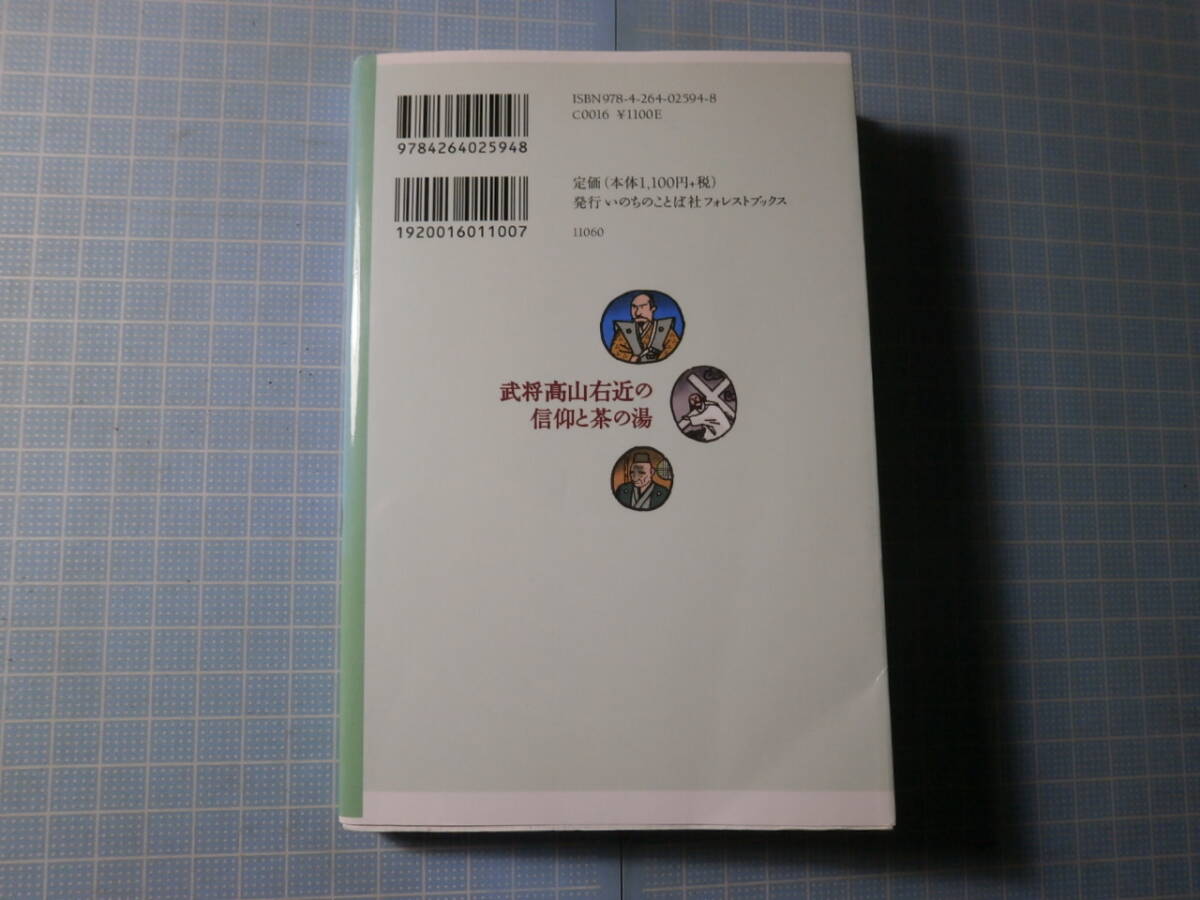 ISBN978-4-264-02594-8
C0016 ¥1100E
9784264025948
定価(本体1,100円+税)
発行 いのちのことば社 フォレストブックス
1920016011007
11060
武将髙山右近の
信仰と茶の湯